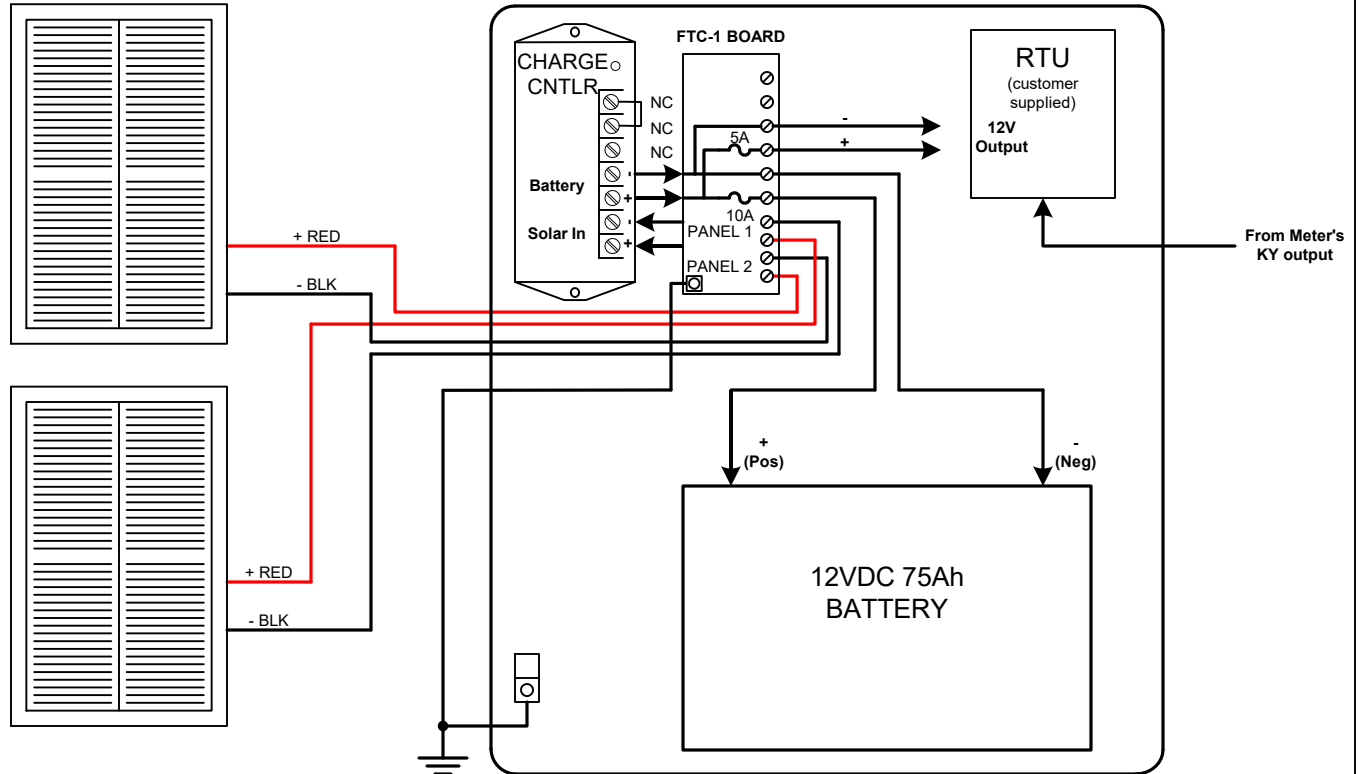 FTC-1 BOARD
CHARGE
CNTLR
NC
NC
NC
Battery
-
+
Solar In
-
+
5A
10A
PANEL 1
PANEL 2
-
+
RTU
(customer
supplied)
12V
Output
From Meter's
KY output
+ RED
- BLK
+ RED
- BLK
+
(Pos)
-
(Neg)
12VDC 75Ah
BATTERY